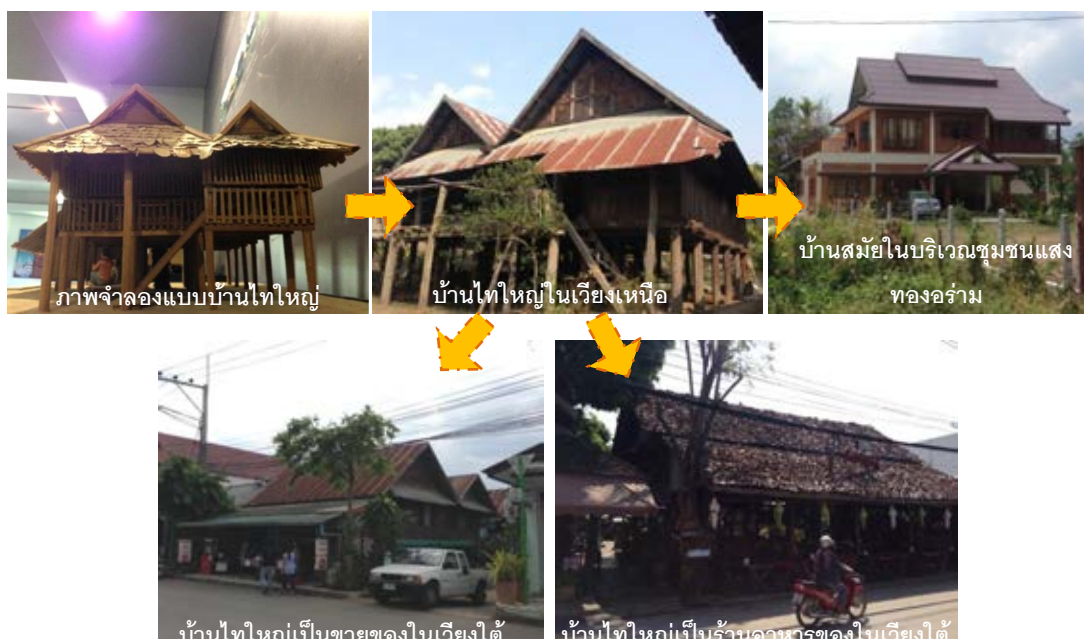 ภาพจำลองแบบบ้านไทใหญ่
บ้านไทใหญ่ในเวียงเหนือ
บ้านสมัยในบริเวณชุมชนแสง
ทองอร่าม
บ้านไทใหญ่เป็นขายของในเวียงใต้
บ้านไทใหญ่เป็นร้านอาหารของในเวียงใต้